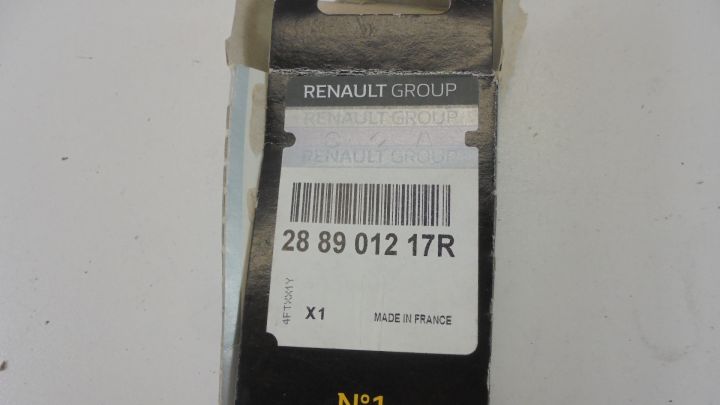 RENAULT GROUP
RENAULT GROUP
RENAULT GROUP
28 89 012 17R
4FTXX1Y
X1
MADE IN FRANCE
N°1